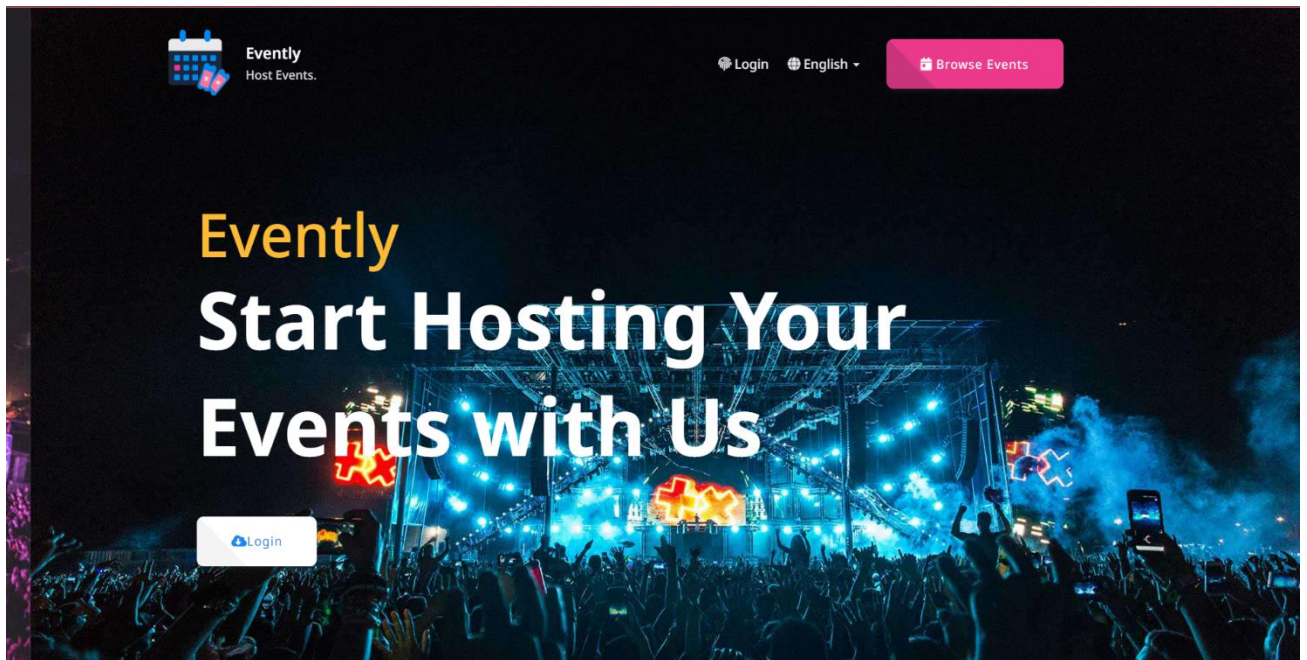 Evently
Host Events.
Login
English
Browse Events
Evently
Start Hosting Your
Events with Us
Login